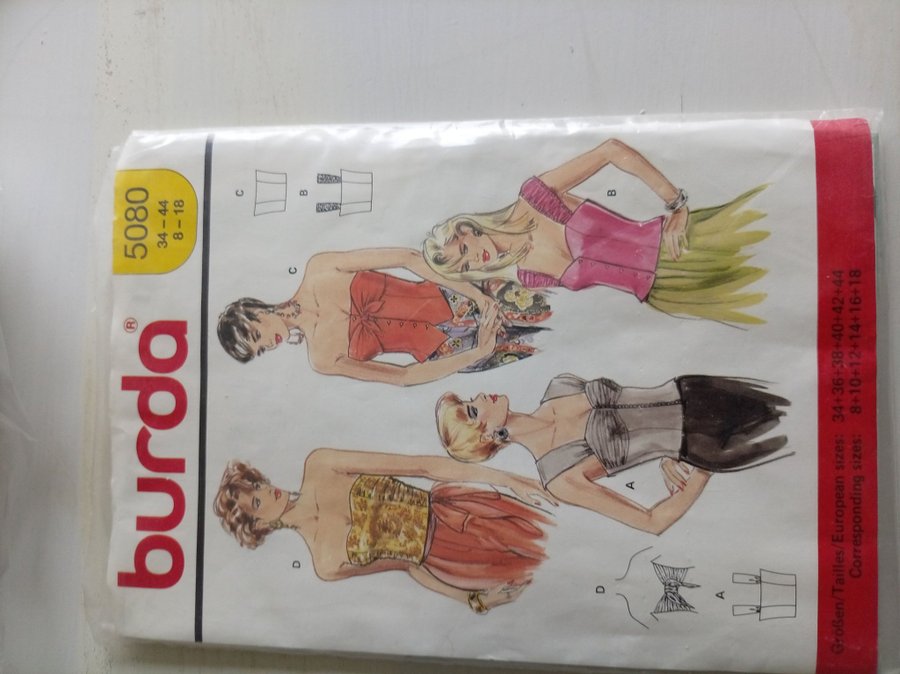 burda®
5080
34 – 44
8 – 18
D
C
C
B
B
A
D
A
Größen/Tailles/European sizes: 34+36+38+40+42+44
Corresponding sizes: 8+10+12+14+16+18